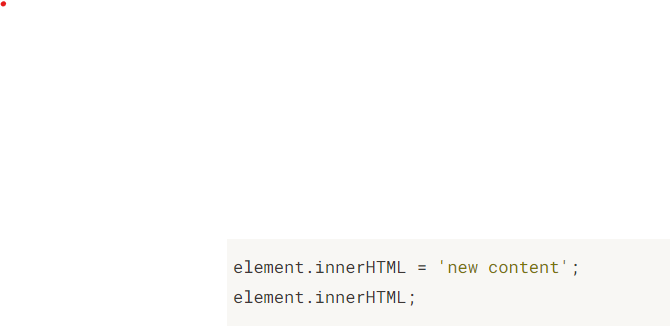 element.innerHTML = 'new content';
element.innerHTML;